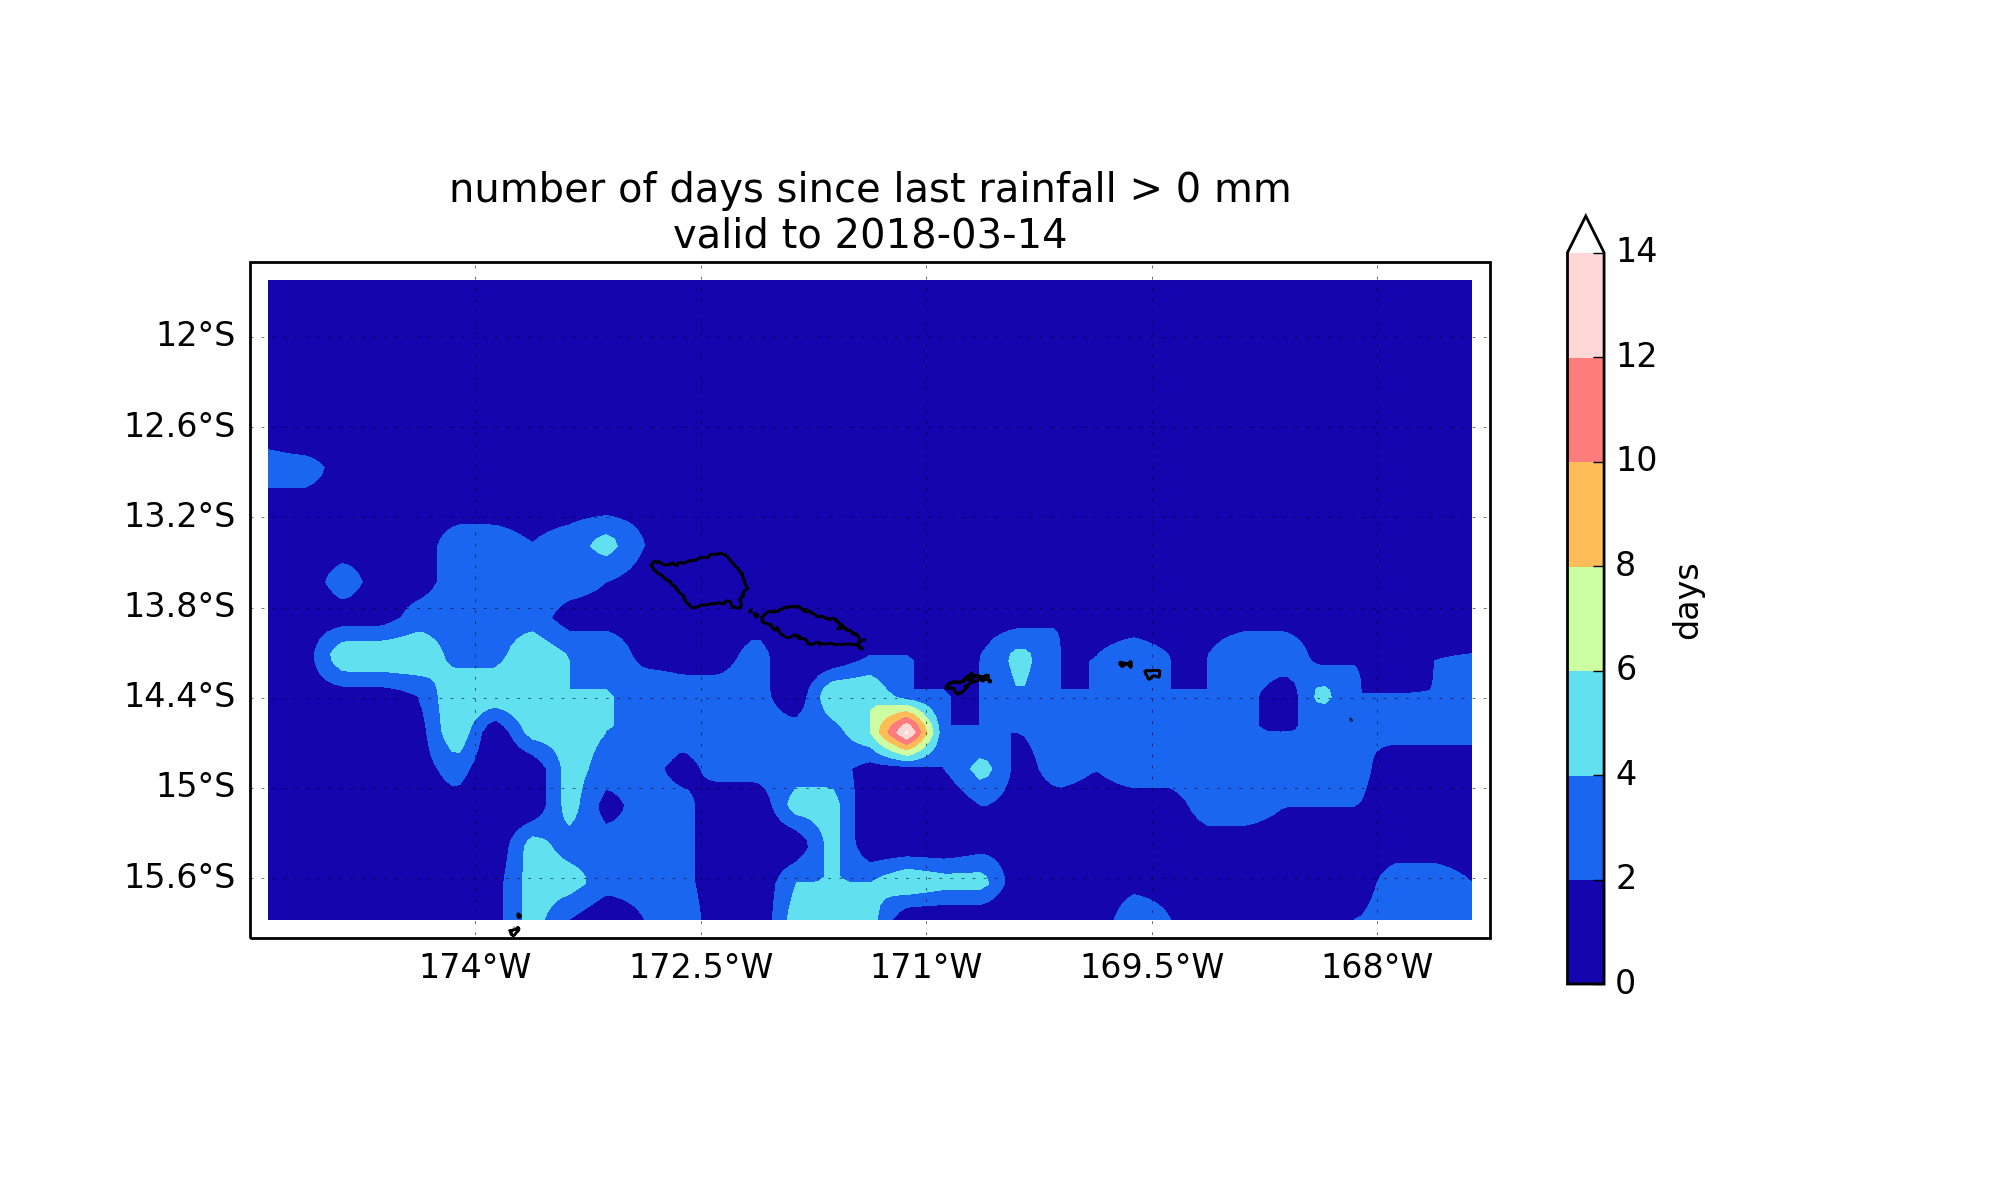 number of days since last rainfall > 0 mm
valid to 2018-03-14
12°S
12.6°S
13.2°S
13.8°S
14.4°S
15°S
15.6°S
174°W 172.5°W 171°W 169.5°W 168°W
14
12
10
8
6
4
2
0
days